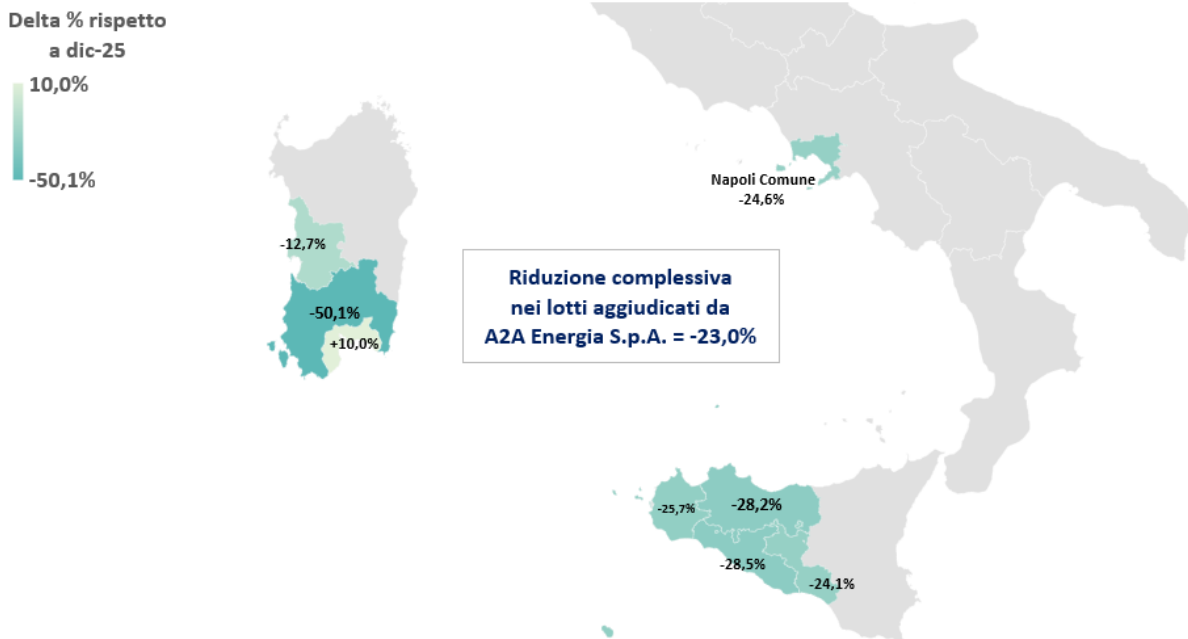 Delta % rispetto
a dic-25
10,0%
-50,1%
Napoli Comune
-24,6%
-12,7%
-50,1%
+10,0%
Riduzione complessiva
nei lotti aggiudicati da
A2A Energia S.p.A. = -23,0%
-25,7%
-28,2%
-28,5%
-24,1%